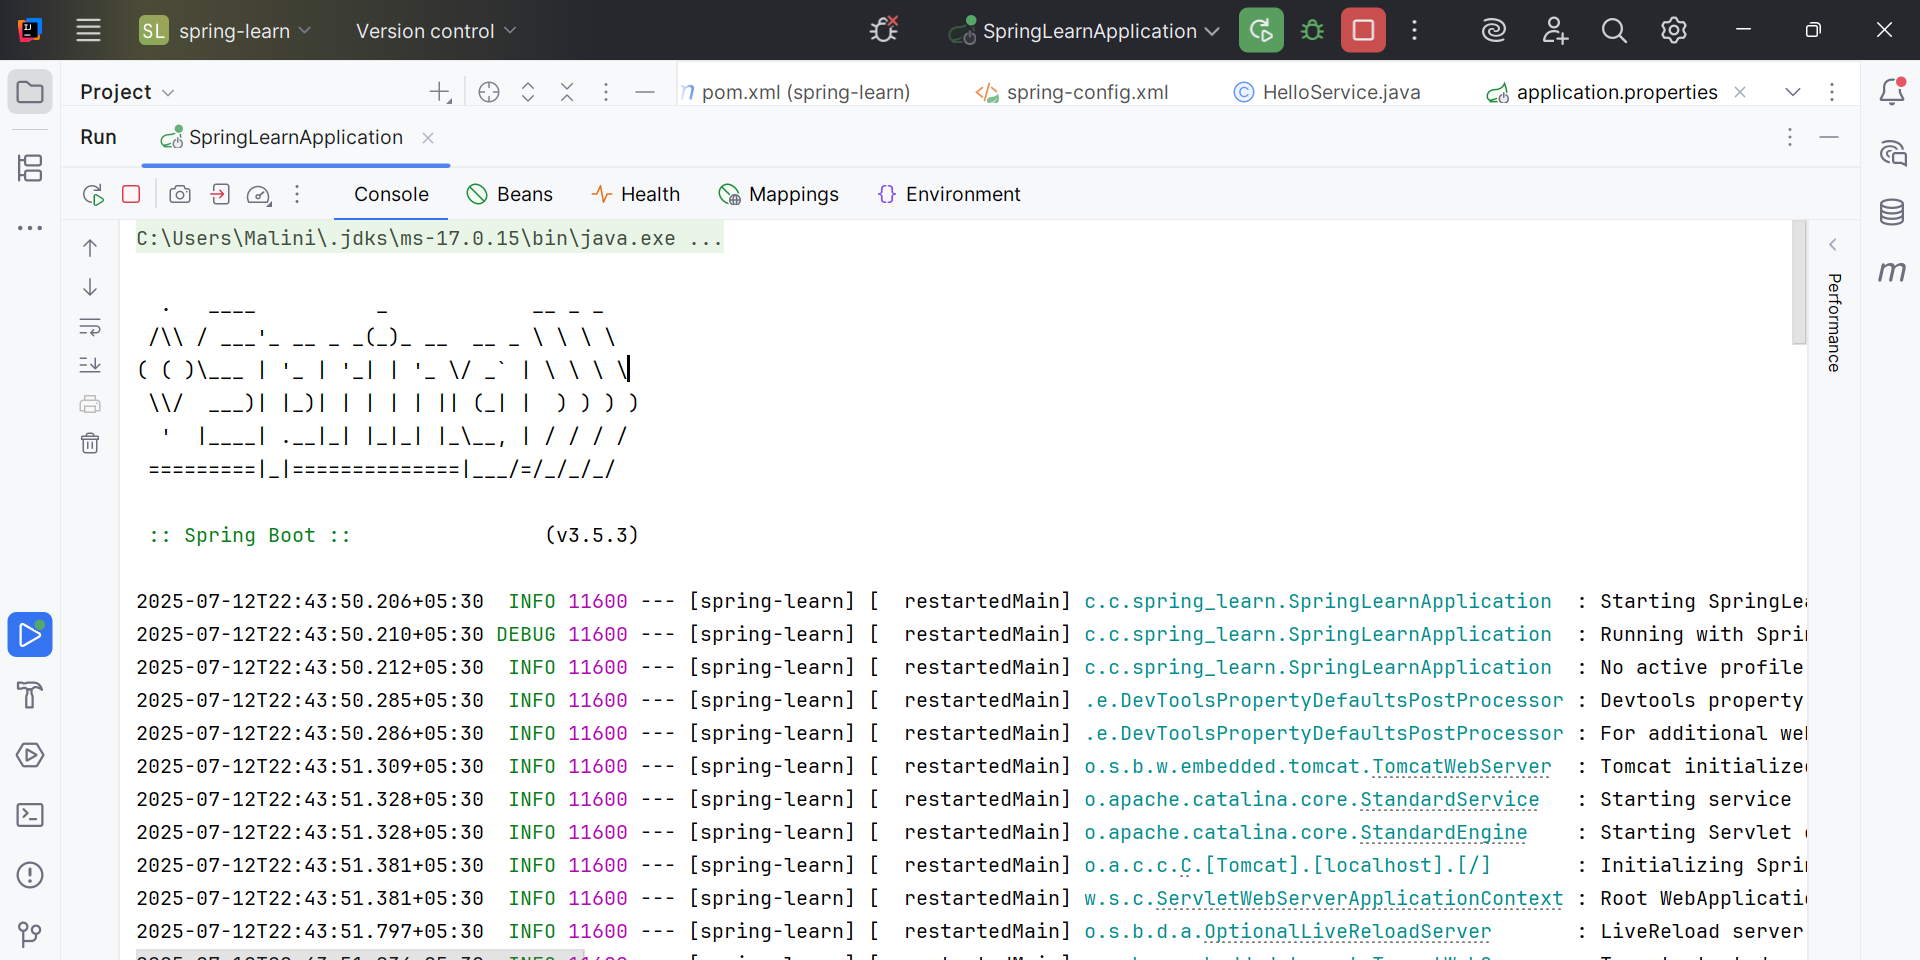 SL spring-learn Version control SpringLearnApplication
Project pom.xml (spring-learn) spring-config.xml HelloService.java application.properties
Run SpringLearnApplication
Console Beans Health Mappings Environment
C:\Users\Malini\.jdks\ms-17.0.15\bin\java.exe ...
  .   ____          _            __ _ _
 /\\ / ___'_ __ _ _(_)_ __  __ _ \ \ \ \
( ( )\___ | '_ | '_| | '_ \/ _` | \ \ \ \
 \\/  ___)| |_)| | | | | || (_| |  ) ) ) )
  '  |____| .__|_| |_|_| |_\__, | / / / /
 =========|_|==============|___/=/_/_/_/
 :: Spring Boot ::                (v3.5.3)
2025-07-12T22:43:50.206+05:30  INFO 11600 --- [spring-learn] [  restartedMain] c.c.spring_learn.SpringLearnApplication  : Starting
2025-07-12T22:43:50.210+05:30 DEBUG 11600 --- [spring-learn] [  restartedMain] c.c.spring_learn.SpringLearnApplication  : Running with
2025-07-12T22:43:50.212+05:30  INFO 11600 --- [spring-learn] [  restartedMain] c.c.spring_learn.SpringLearnApplication  : No active profile
2025-07-12T22:43:50.285+05:30  INFO 11600 --- [spring-learn] [  restartedMain] .e.DevToolsPropertyDefaultsPostProcessor : Devtools property
2025-07-12T22:43:50.286+05:30  INFO 11600 --- [spring-learn] [  restartedMain] .e.DevToolsPropertyDefaultsPostProcessor : For additional
2025-07-12T22:43:51.309+05:30  INFO 11600 --- [spring-learn] [  restartedMain] o.s.b.w.embedded.tomcat.TomcatWebServer  : Tomcat
2025-07-12T22:43:51.328+05:30  INFO 11600 --- [spring-learn] [  restartedMain] o.apache.catalina.core.StandardService   : Starting service
2025-07-12T22:43:51.328+05:30  INFO 11600 --- [spring-learn] [  restartedMain] o.apache.catalina.core.StandardEngine    : Starting Servlet
2025-07-12T22:43:51.381+05:30  INFO 11600 --- [spring-learn] [  restartedMain] o.a.c.c.C.[Tomcat].[localhost].[/]       : Initializing
2025-07-12T22:43:51.381+05:30  INFO 11600 --- [spring-learn] [  restartedMain] w.s.c.ServletWebServerApplicationContext : Root
2025-07-12T22:43:51.797+05:30  INFO 11600 --- [spring-learn] [  restartedMain] o.s.b.d.a.OptionalLiveReloadServer       : LiveReload server
Performance